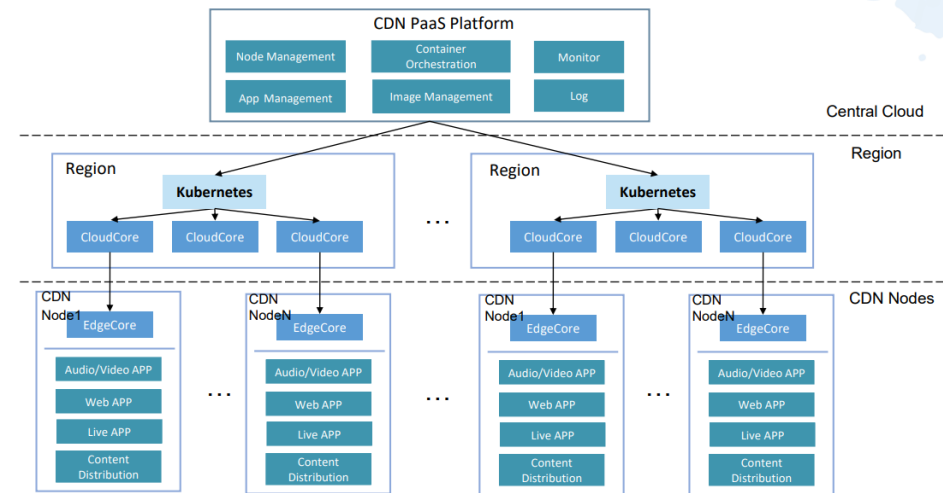 CDN PaaS Platform
Node Management
Container
Orchestration
Monitor
App Management
Image Management
Log
Central Cloud
Region
Region
Kubernetes
CloudCore
CloudCore
CloudCore
...
Region
Kubernetes
CloudCore
CloudCore
CloudCore
CDN Nodes
CDN
Node1
EdgeCore
Audio/Video APP
Web APP
Live APP
Content
Distribution
...
CDN
NodeN
EdgeCore
Audio/Video APP
Web APP
Live APP
Content
Distribution
...
CDN
Node1
EdgeCore
Audio/Video APP
Web APP
Live APP
Content
Distribution
...
CDN
NodeN
EdgeCore
Audio/Video APP
Web APP
Live APP
Content
Distribution